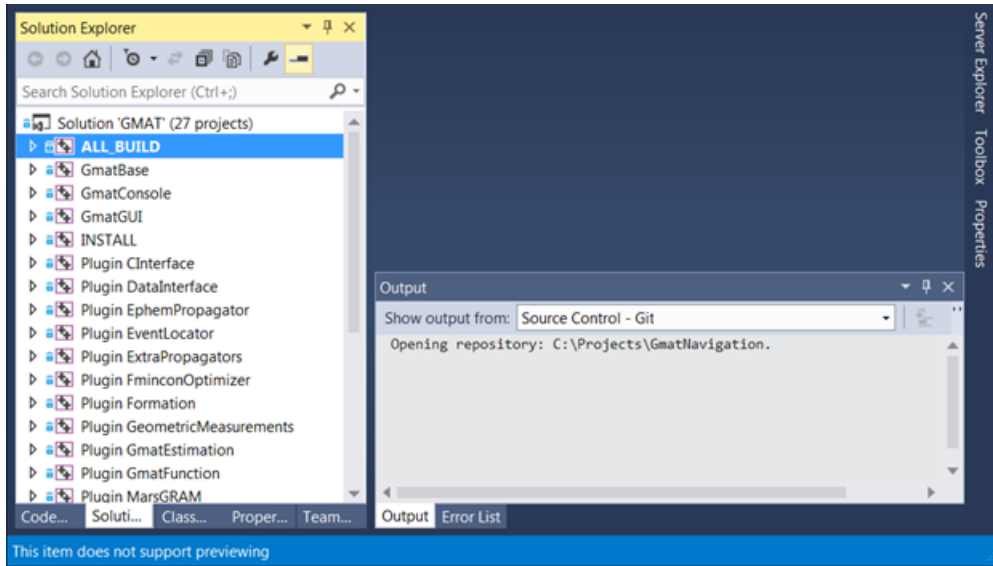 Solution Explorer
Search Solution Explorer (Ctrl+;)
Solution 'GMAT' (27 projects)
ALL_BUILD
GmatBase
GmatConsole
GmatGUI
INSTALL
Plugin CInterface
Plugin DataInterface
Plugin EphemPropagator
Plugin EventLocator
Plugin ExtraPropagators
Plugin FminconOptimizer
Plugin Formation
Plugin GeometricMeasurements
Plugin GmatEstimation
Plugin GmatFunction
Plugin MarsGRAM
Code... Soluti... Class... Proper... Team...
Output
Show output from: Source Control - Git
Opening repository: C:\Projects\GmatNavigation.
Output Error List
Server Explorer
Toolbox
Properties
This item does not support previewing